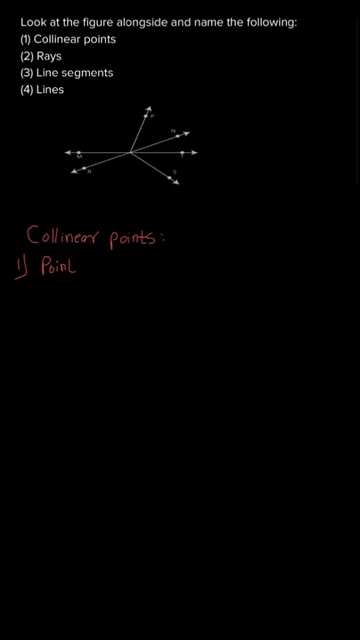 Look at the figure alongside and name the following:
(1) Collinear points
(2) Rays
(3) Line segments
(4) Lines
P
N
M
T
R
S
Collinear points:
1) Point